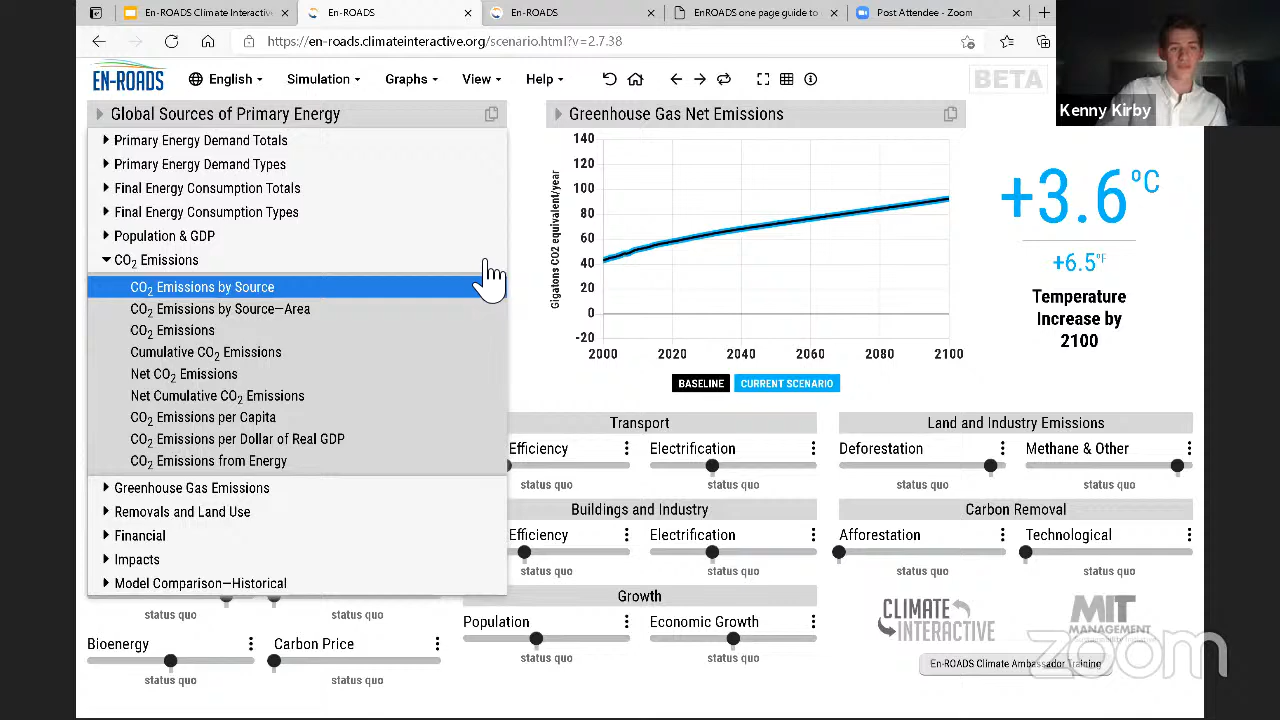 En-ROADS Climate Interactiv
En-ROADS
En-ROADS
EnROADS one page guide to
Post Attendee - Zoom
https://en-roads.climateinteractive.org/scenario.html?v=2.7.38
EN-ROADS
English
Simulation
Graphs
View
Help
BETA
Kenny Kirby
Global Sources of Primary Energy
Primary Energy Demand Totals
Primary Energy Demand Types
Final Energy Consumption Totals
Final Energy Consumption Types
Population & GDP
CO2 Emissions
CO2 Emissions by Source
CO2 Emissions by Source—Area
CO2 Emissions
Cumulative CO2 Emissions
Net CO2 Emissions
Net Cumulative CO2 Emissions
CO2 Emissions per Capita
CO2 Emissions per Dollar of Real GDP
CO2 Emissions from Energy
Greenhouse Gas Emissions
Removals and Land Use
Financial
Impacts
Model Comparison—Historical
Greenhouse Gas Net Emissions
Gigatons CO2 equivalent/year
140
120
100
80
60
40
20
0
-20
2000 2020 2040 2060 2080 2100
BASELINE
CURRENT SCENARIO
+3.6 ºC
+6.5 ºF
Temperature
Increase by
2100
status quo status quo
Bioenergy
Carbon Price
status quo status quo
Transport
Efficiency
Electrification
status quo status quo
Buildings and Industry
Efficiency
Electrification
status quo status quo
Growth
Population
Economic Growth
status quo status quo
Land and Industry Emissions
Deforestation
Methane & Other
status quo status quo
Carbon Removal
Afforestation
Technological
status quo status quo
CLIMATE
INTERACTIVE
MIT
MANAGEMENT
En-ROADS Climate Ambassador Training
zoom